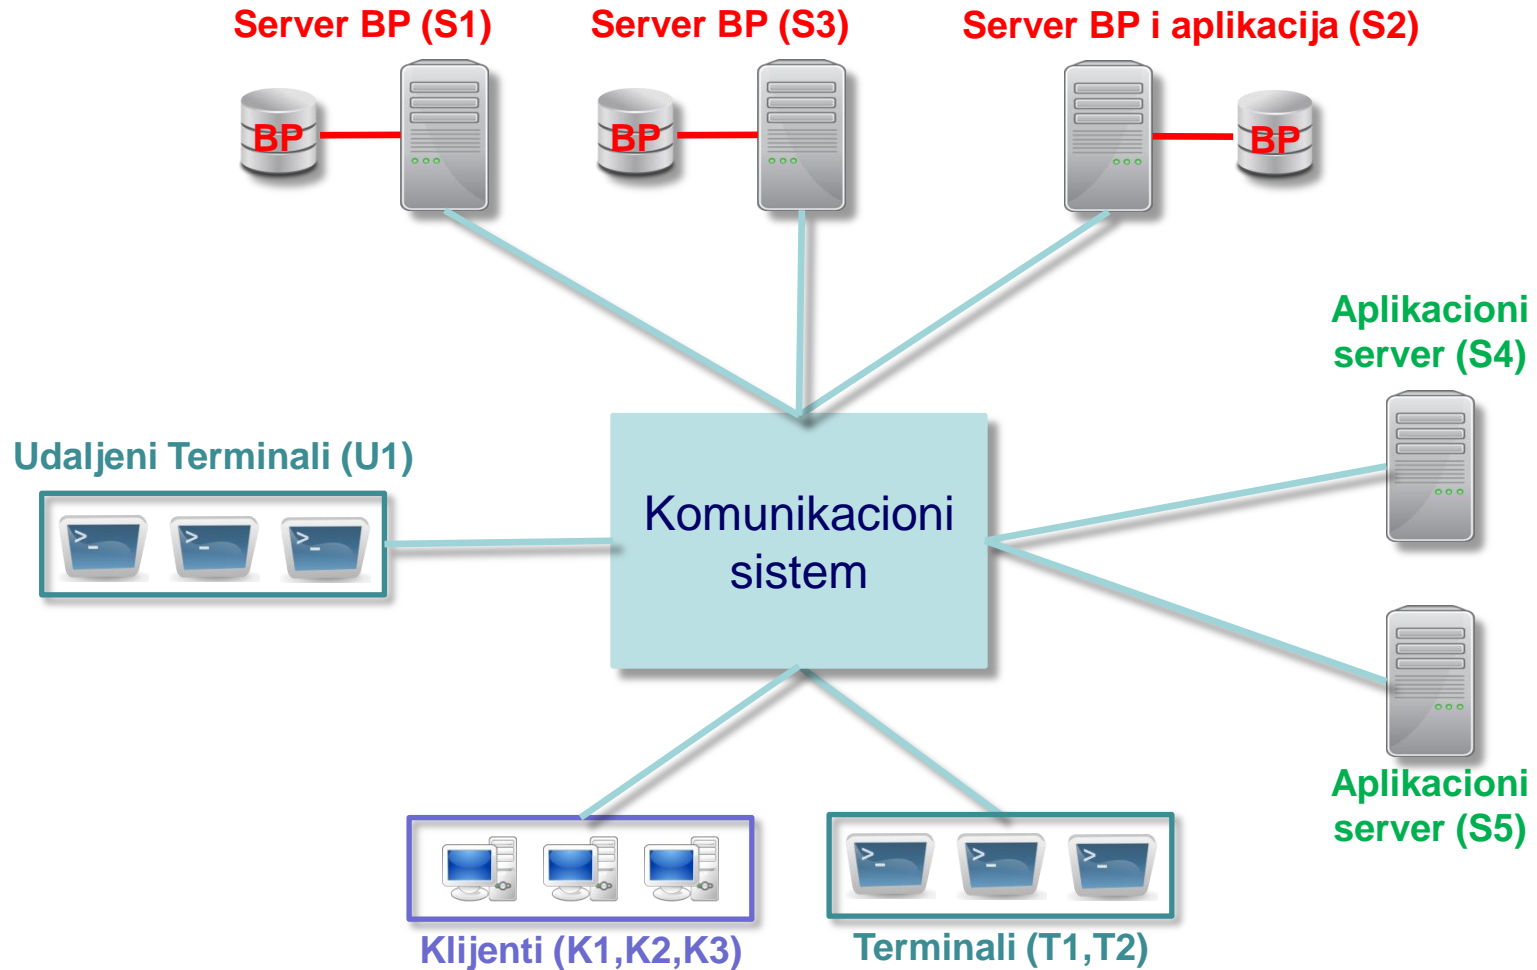 Server BP (S1)
Server BP (S3)
Server BP i aplikacija (S2)
BP
BP
BP
Aplikacioni
server (S4)
Udaljeni Terminali (U1)
>_
>_
>_
Komunikacioni
sistem
Aplikacioni
server (S5)
>_
>_
>_
Klijenti (K1,K2,K3)
Terminali (T1,T2)